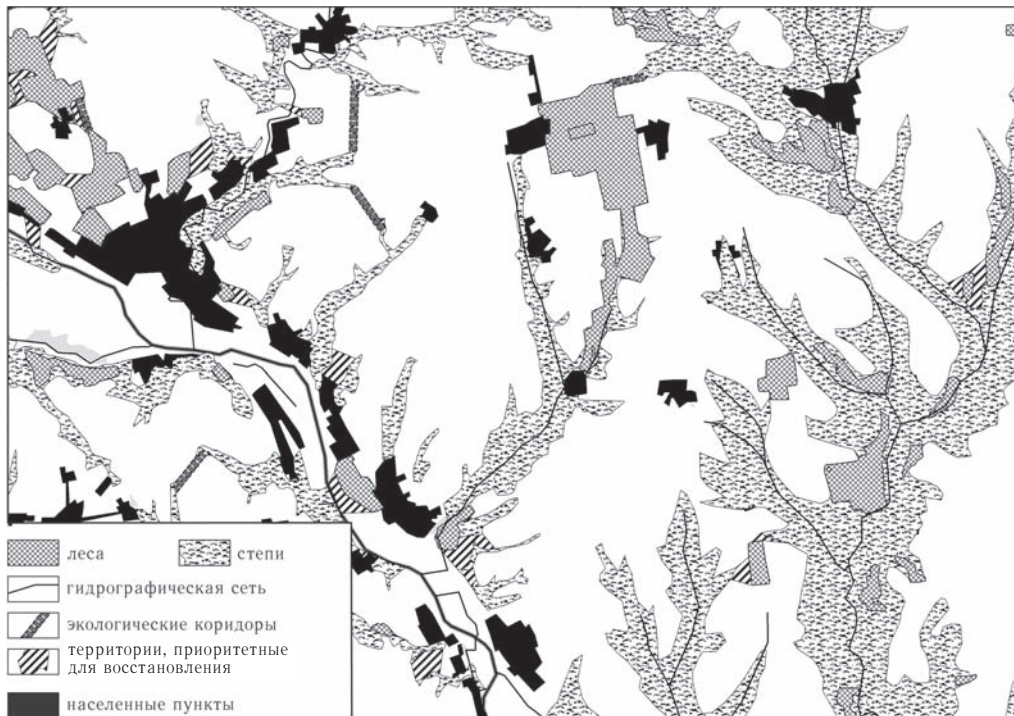 леса
степи
гидрографическая сеть
экологические коридоры
территории, приоритетные
для восстановления
населенные пункты